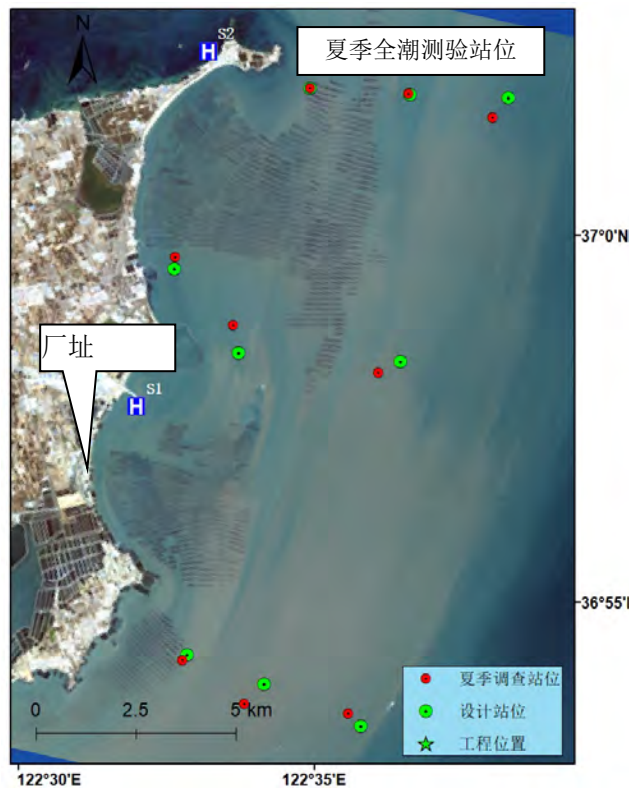 N
S2
H
夏季全潮测验站位
37°0'N
厂址
S1
H
36°55'
夏季调查站位
设计站位
工程位置
0 2.5 5 km
122°30'E
122°35'E